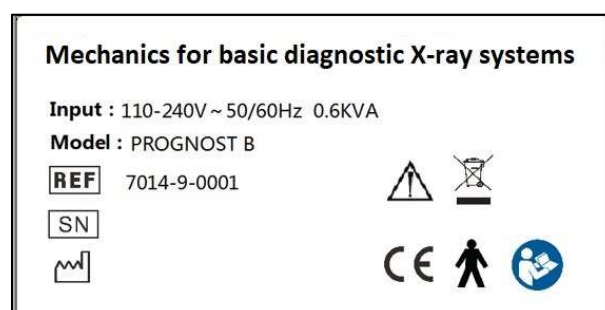 Mechanics for basic diagnostic X-ray systems
Input : 110-240V ~ 50/60Hz 0.6KVA
Model : PROGNOST B
REF 7014-9-0001
SN
CE